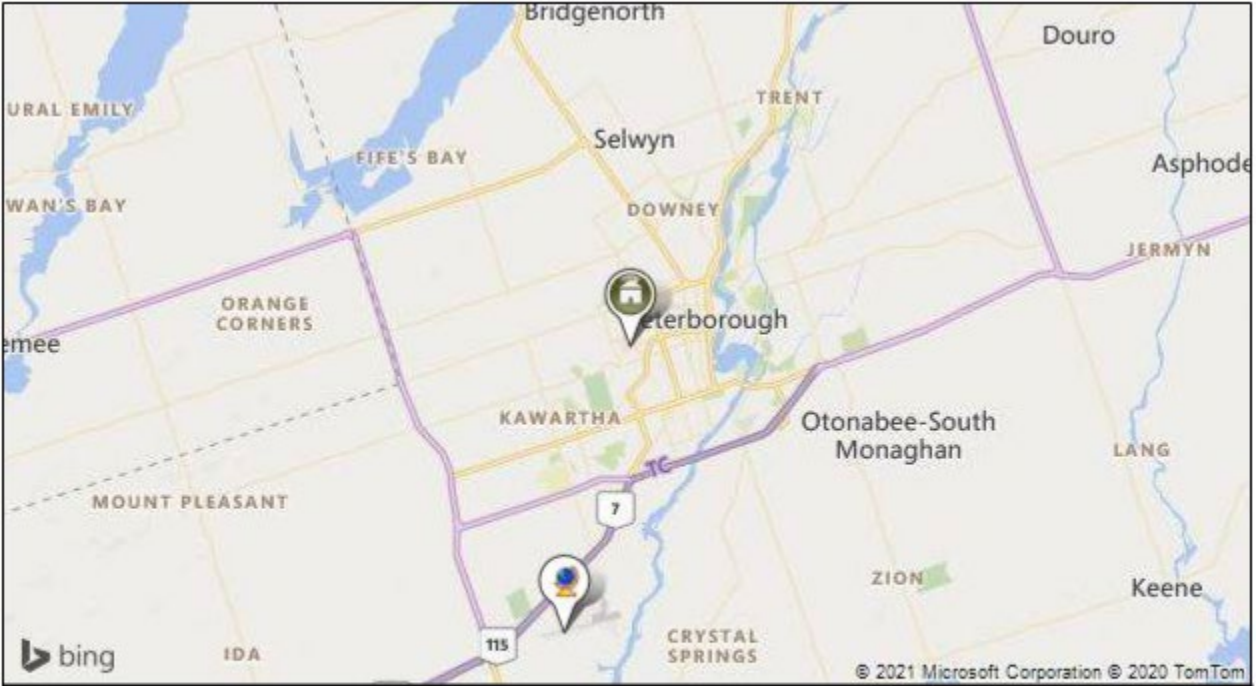 Bridgenorth
Douro
TRENT
URAL EMILY
Selwyn
FIFE'S BAY
Asphode
WAN'S BAY
DOWNEY
JERMYN
ORANGE
CORNERS
eterborough
emee
KAWARTHA
Otonabee-South
Monaghan
LANG
TC
MOUNT PLEASANT
7
ZION
Keene
115
CRYSTAL
SPRINGS
IDA
bing
© 2021 Microsoft Corporation © 2020 TomTom